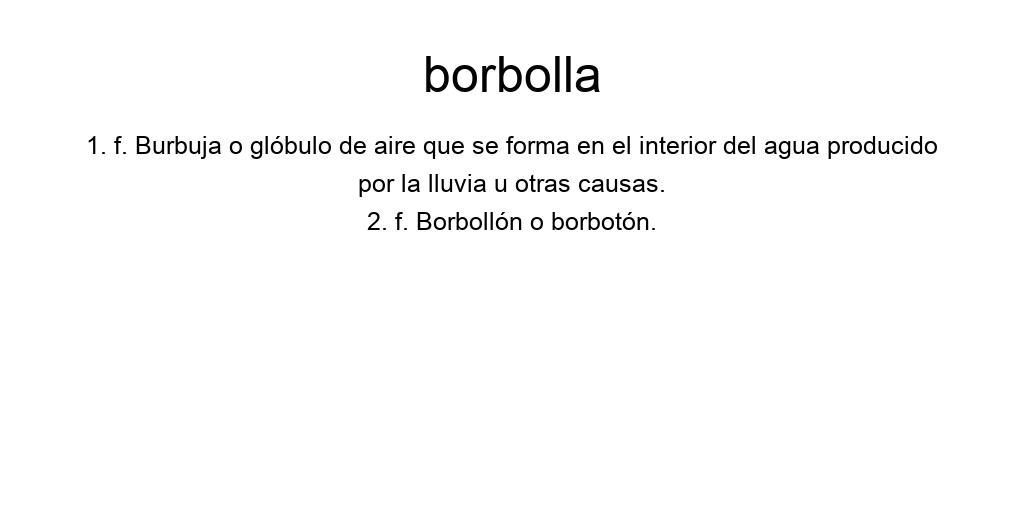 borbolla
1. f. Burbuja o glóbulo de aire que se forma en el interior del agua producido
por la lluvia u otras causas.
2. f. Borbollón o borbotón.